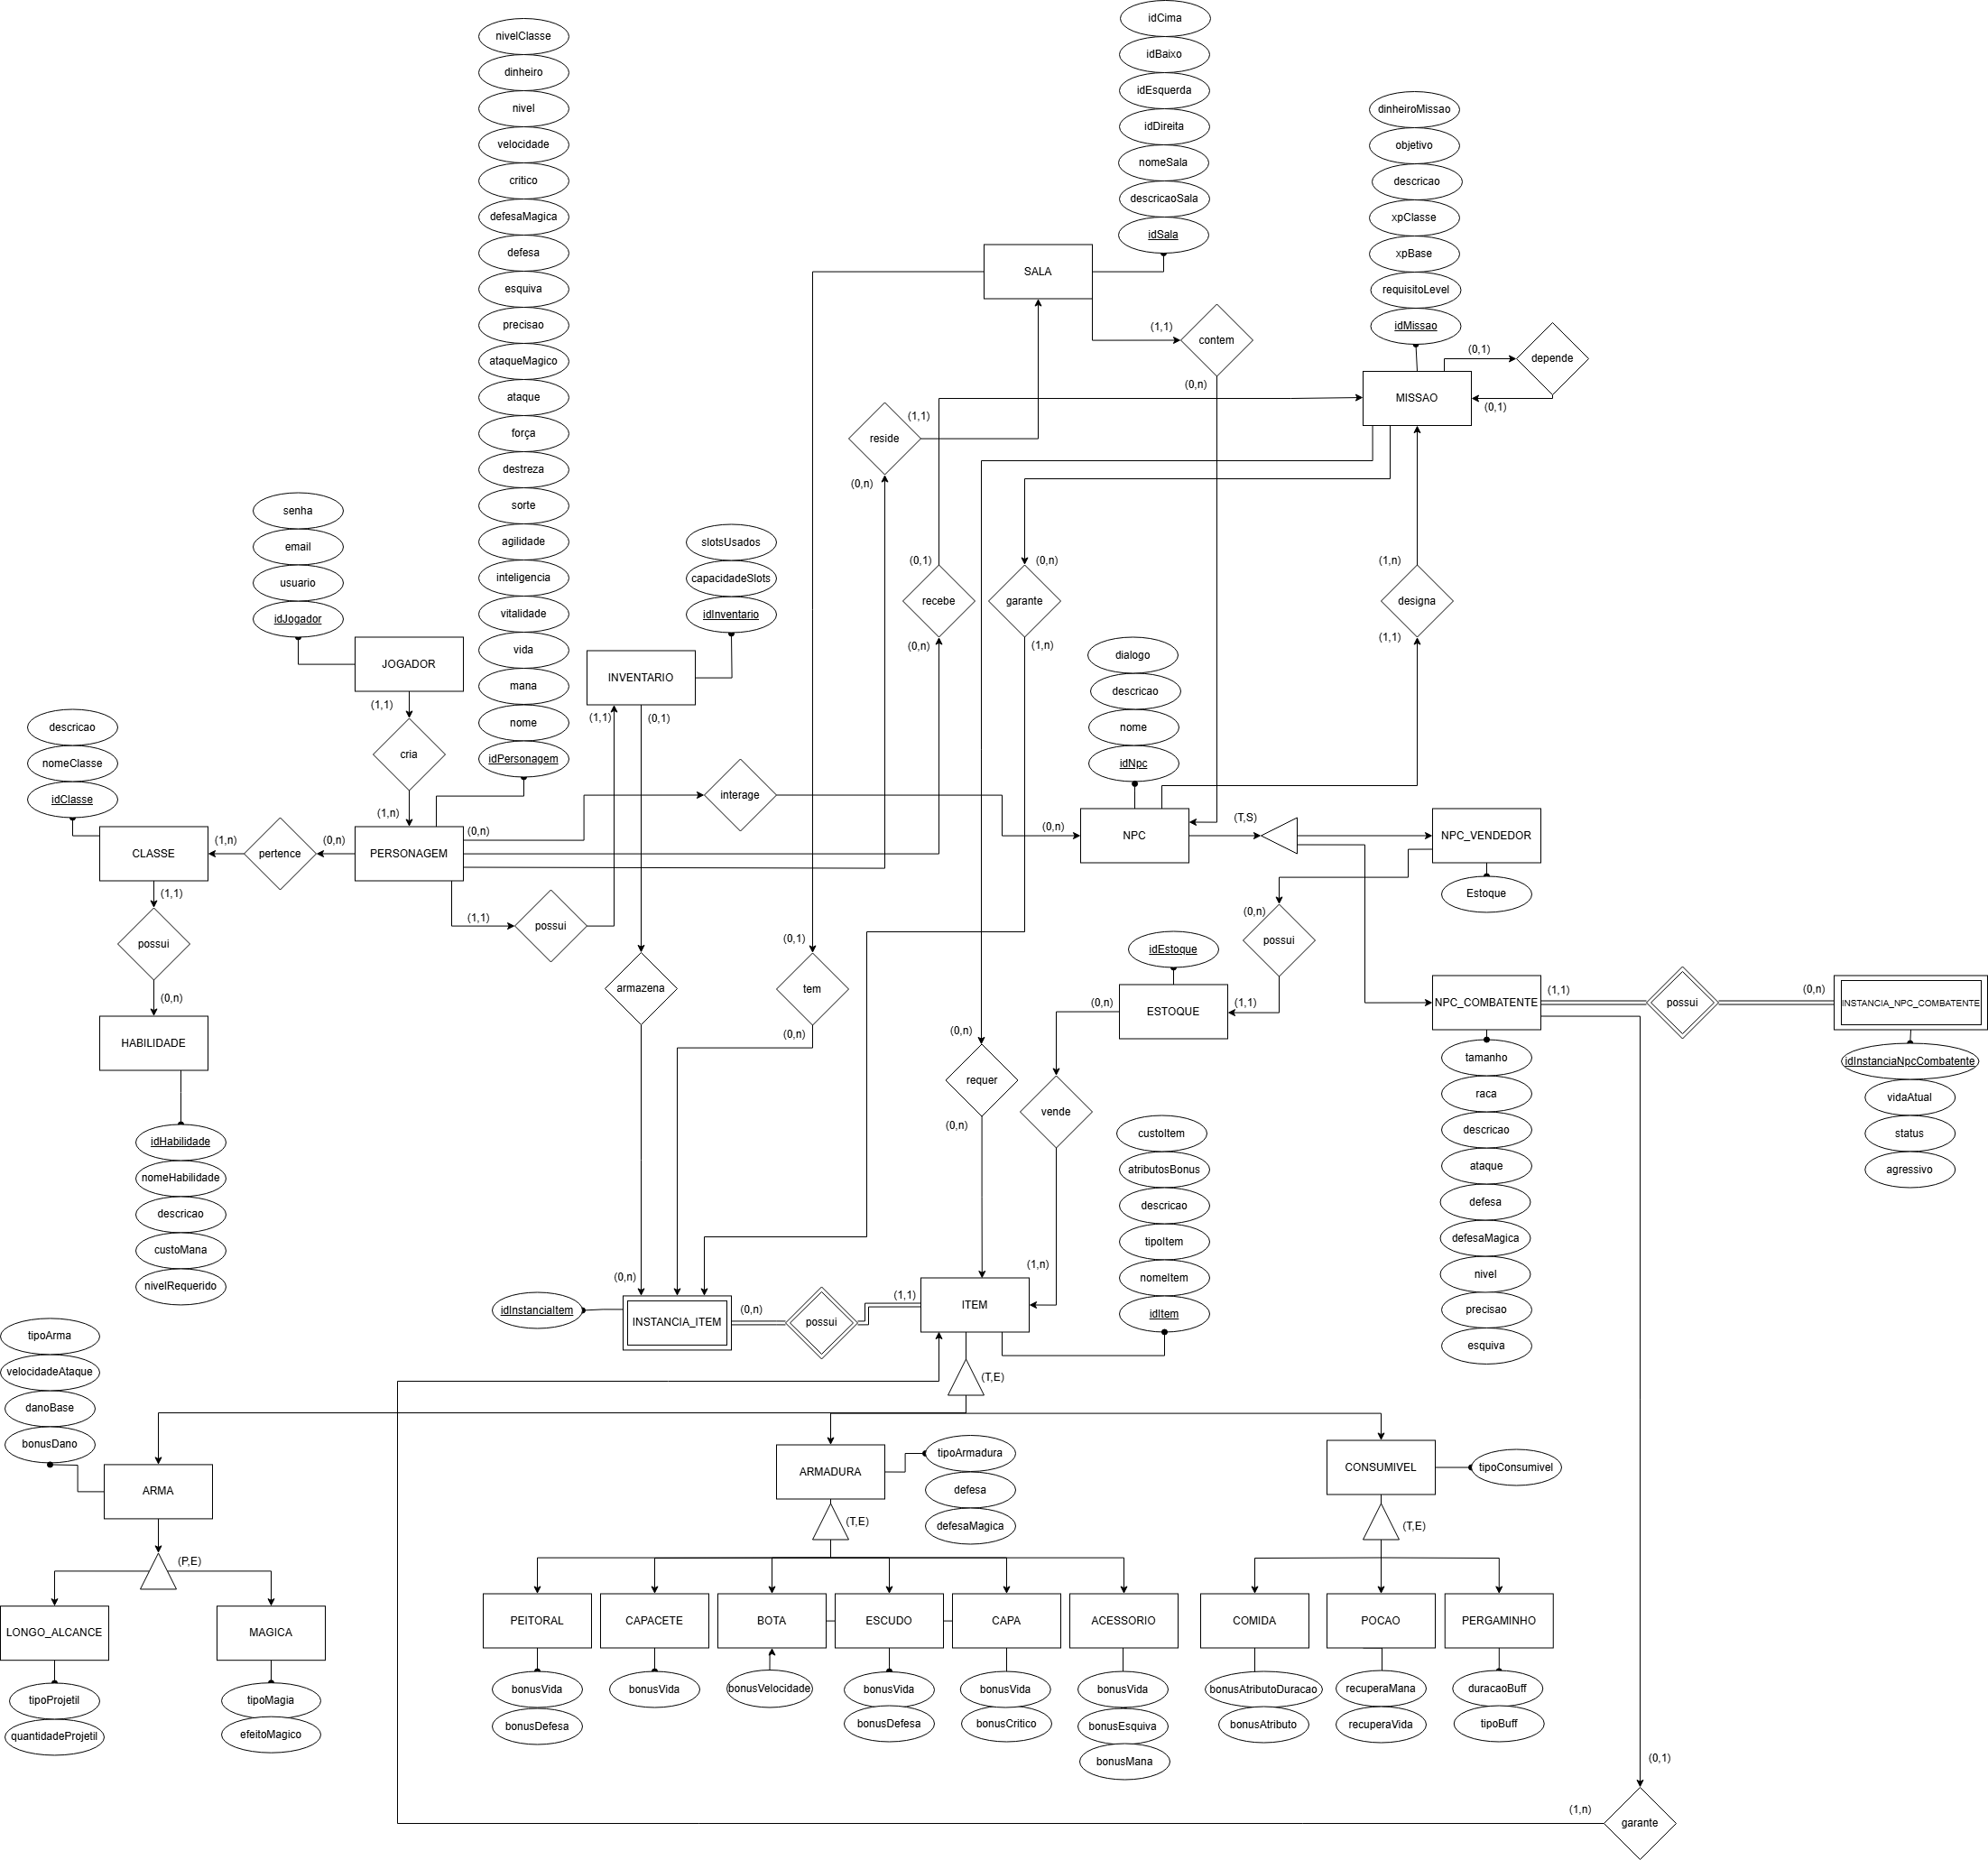 idCima
idBaixo
idEsquerda
idDireita
nomeSala
descricaoSala
idSala
SALA
(1,1)
contem
(0,n)
nivelClasse
dinheiro
nivel
velocidade
critico
defesaMagica
defesa
esquiva
precisao
ataqueMagico
ataque
força
destreza
sorte
agilidade
inteligencia
vitalidade
vida
mana
nome
idPersonagem
dinheiroMissao
objetivo
descricao
xpClasse
xpBase
requisitoLevel
idMissao
MISSAO
(0,1)
depende
(0,1)
(1,1)
reside
(0,n)
senha
email
usuario
idJogador
JOGADOR
(1,1)
cria
(1,n)
slotsUsados
capacidadeSlots
idInventario
INVENTARIO
(1,1)
(0,1)
(0,1)
recebe
(0,n)
(0,n)
garante
(1,n)
(1,n)
designa
(1,1)
dialogo
descricao
nome
idNpc
NPC
(T,S)
NPC_VENDEDOR
Estoque
descricao
nomeClasse
idClasse
CLASSE
(1,n)
pertence
(0,n)
PERSONAGEM
(0,n)
interage
(0,n)
(1,1)
possui
(1,1)
possui
(0,n)
HABILIDADE
idHabilidade
nomeHabilidade
descricao
custoMana
nivelRequerido
armazena
(0,n)
(0,1)
tem
(0,n)
(0,n)
possui
(1,1)
idEstoque
ESTOQUE
(0,n)
vende
(1,n)
(0,n)
requer
(0,n)
NPC_COMBATENTE
(1,1)
possui
(0,n)
INSTANCIA_NPC_COMBATENTE
idInstanciaNpcCombatente
vidaAtual
status
agressivo
tamanho
raca
descricao
ataque
defesa
defesaMagica
nivel
precisao
esquiva
custoItem
atributosBonus
descricao
tipoItem
nomeItem
idItem
idInstanciaItem
INSTANCIA_ITEM
(0,n)
possui
(1,1)
ITEM
(T,E)
tipoArma
velocidadeAtaque
danoBase
bonusDano
ARMA
(P,E)
LONGO_ALCANCE
MAGICA
tipoProjetil
quantidadeProjetil
tipoMagia
efeitoMagico
ARMADURA
tipoArmadura
defesa
defesaMagica
(T,E)
CONSUMIVEL
tipoConsumivel
(T,E)
PEITORAL
CAPACETE
BOTA
ESCUDO
CAPA
ACESSORIO
COMIDA
POCAO
PERGAMINHO
bonusVida
bonusDefesa
bonusVida
bonusVelocidade
bonusVida
bonusDefesa
bonusVida
bonusCritico
bonusVida
bonusEsquiva
bonusMana
bonusAtributoDuracao
bonusAtributo
recuperaMana
recuperaVida
duracaoBuff
tipoBuff
(0,1)
(1,n)
garante